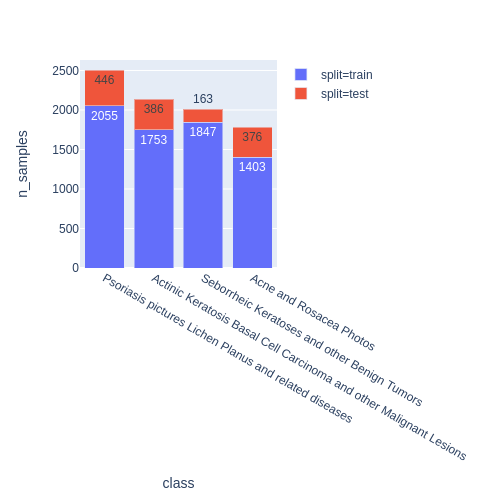 split=train
split=test
2500
2000
1500
1000
500
0
n_samples
446
2055
386
1753
163
1847
376
1403
Psoriasis pictures Lichen Planus and related diseases
Actinic Keratosis Basal Cell Carcinoma and other Malignant Lesions
Seborrheic Keratoses and other Benign Tumors
Acne and Rosacea Photos
class